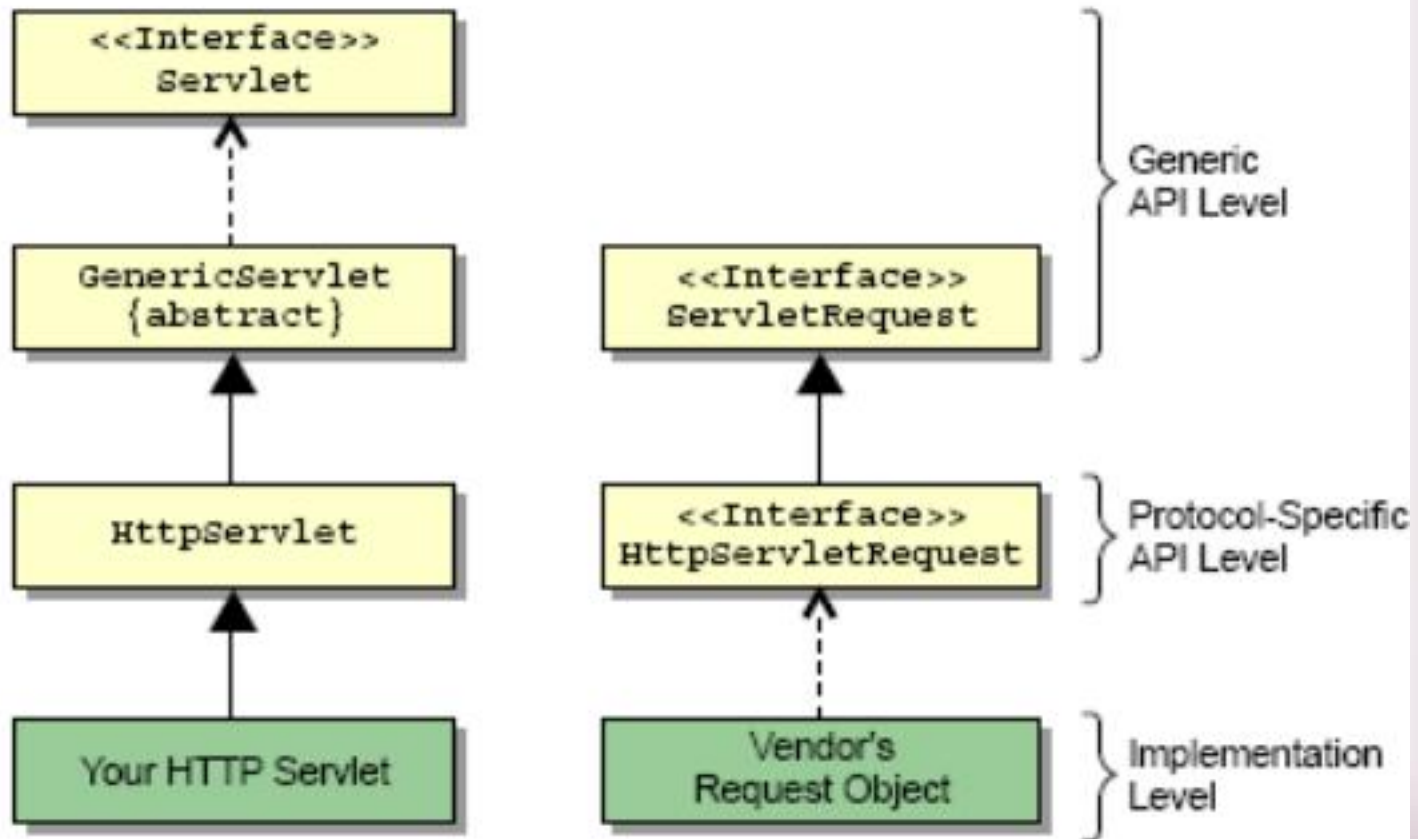 <<Interface>>
Servlet
GenericServlet
{abstract}
<<Interface>>
ServletRequest
Generic
API Level
HttpServlet
<<Interface>>
HttpServletRequest
Protocol-Specific
API Level
Your HTTP Servlet
Vendor's
Request Object
Implementation
Level